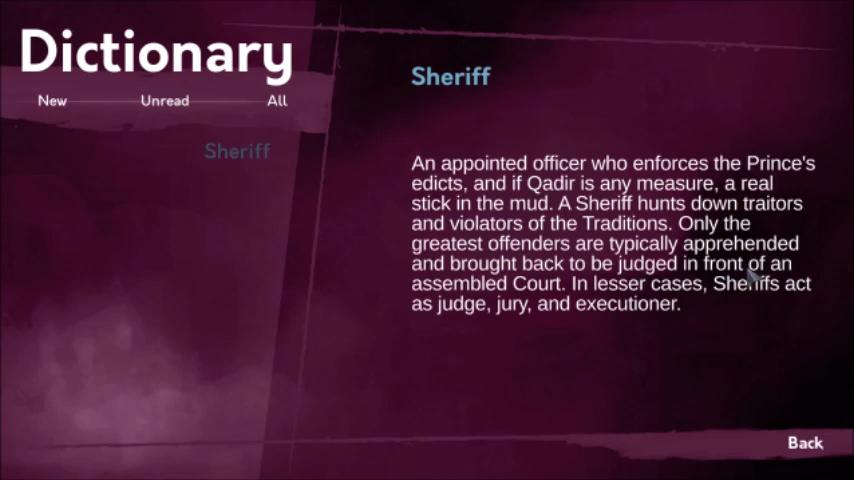 Dictionary
New
Unread
All
Sheriff
Sheriff
An appointed officer who enforces the Prince's
edicts, and if Qadir is any measure, a real
stick in the mud. A Sheriff hunts down traitors
and violators of the Traditions. Only the
greatest offenders are typically apprehended
and brought back to be judged in front of an
assembled Court. In lesser cases, Sheriffs act
as judge, jury, and executioner.
Back